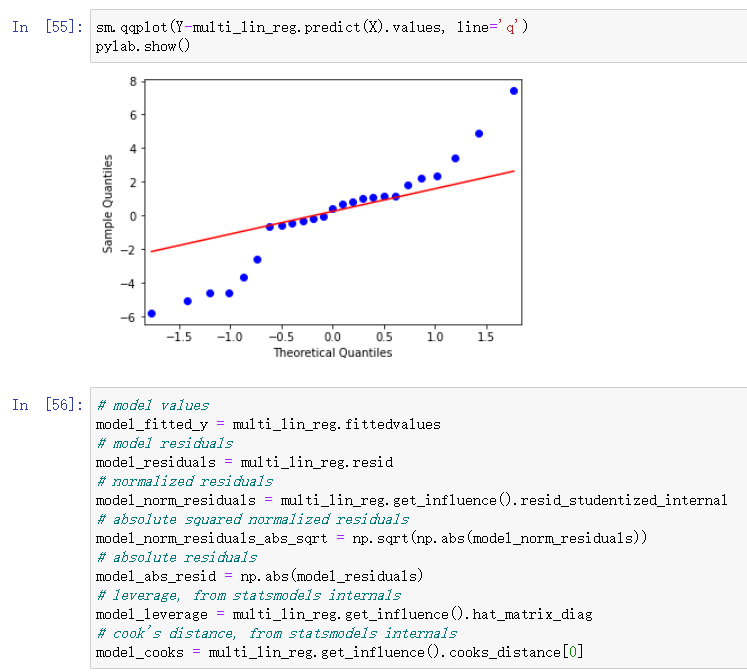 In [55]: sm.qqplot(Y-multi_lin_reg.predict(X).values, line='q')
pylab.show()
8
6
4
2
0
−2
−4
−6
Sample Quantiles
−1.5 −1.0 −0.5 0.0 0.5 1.0 1.5
Theoretical Quantiles
In [56]: # model values
model_fitted_y = multi_lin_reg.fittedvalues
# model residuals
model_residuals = multi_lin_reg.resid
# normalized residuals
model_norm_residuals = multi_lin_reg.get_influence().resid_studentized_internal
# absolute squared normalized residuals
model_norm_residuals_abs_sqrt = np.sqrt(np.abs(model_norm_residuals))
# absolute residuals
model_abs_resid = np.abs(model_residuals)
# leverage, from statsmodels internals
model_leverage = multi_lin_reg.get_influence().hat_matrix_diag
# cook's distance, from statsmodels internals
model_cooks = multi_lin_reg.get_influence().cooks_distance[0]